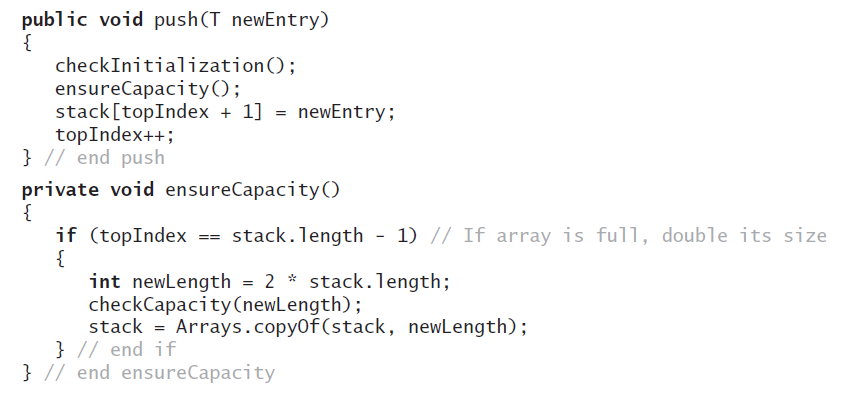 public void push(T newEntry)
{
checkInitialization();
ensureCapacity();
stack[topIndex + 1] = newEntry;
topIndex++;
} // end push
private void ensureCapacity()
{
if (topIndex == stack.length - 1) // If array is full, double its size
{
int newLength = 2 * stack.length;
checkCapacity(newLength);
stack = Arrays.copyOf(stack, newLength);
} // end if
} // end ensureCapacity